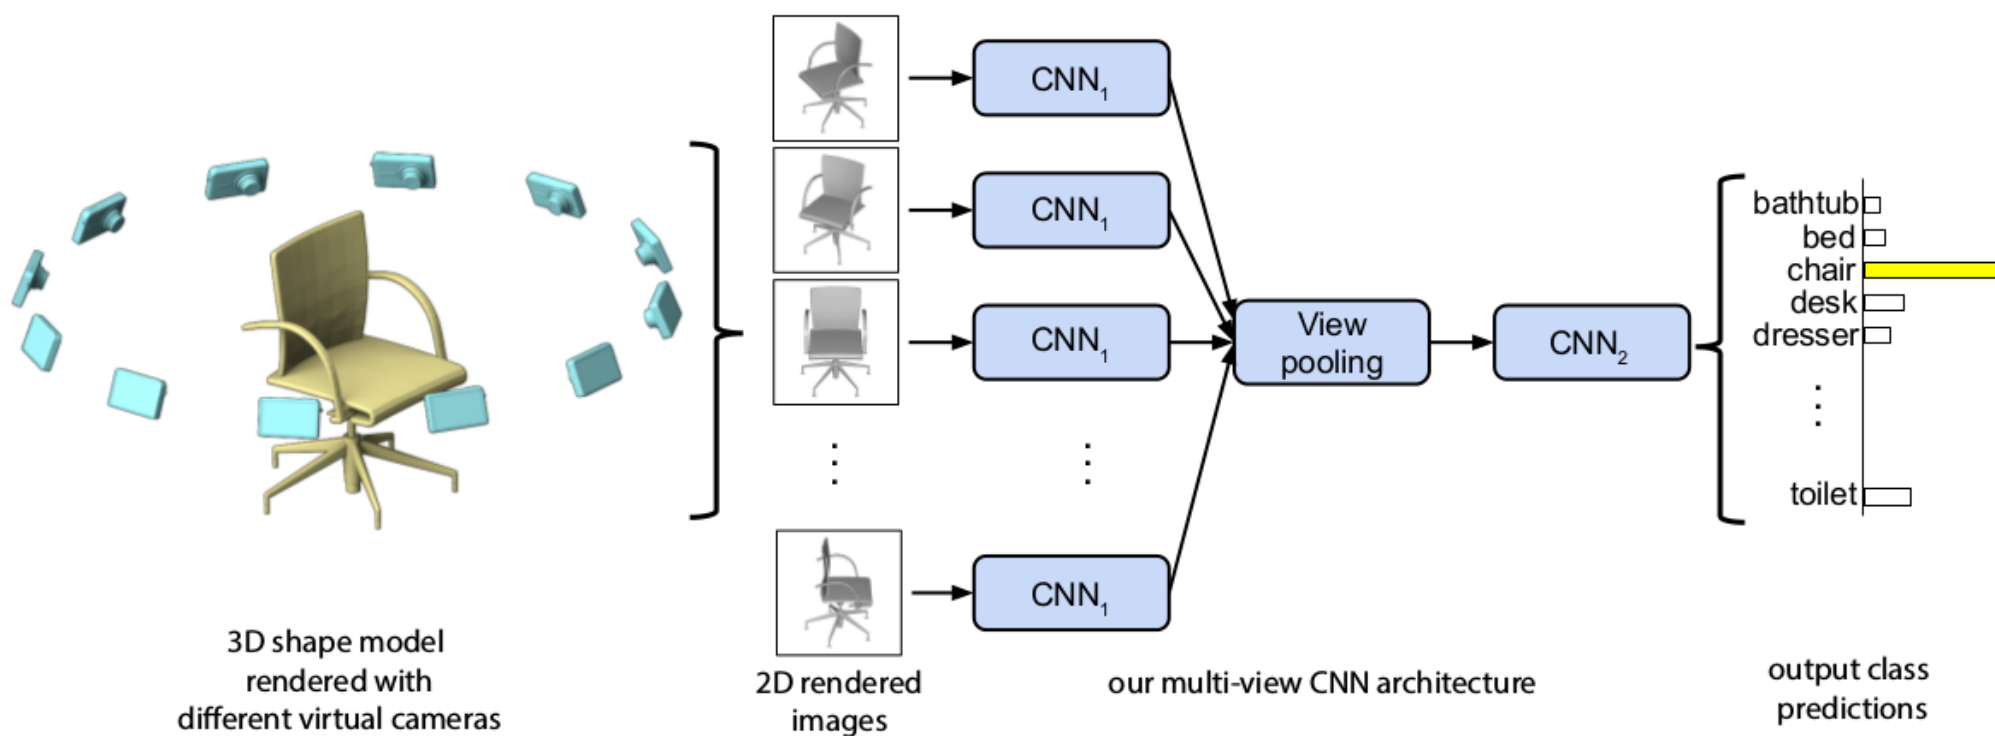 CNN₁
CNN₁
CNN₁
CNN₁
View
pooling
CNN₂
bathtub
bed
chair
desk
dresser
⋮
toilet
3D shape model
rendered with
different virtual cameras
2D rendered
images
our multi-view CNN architecture
output class
predictions